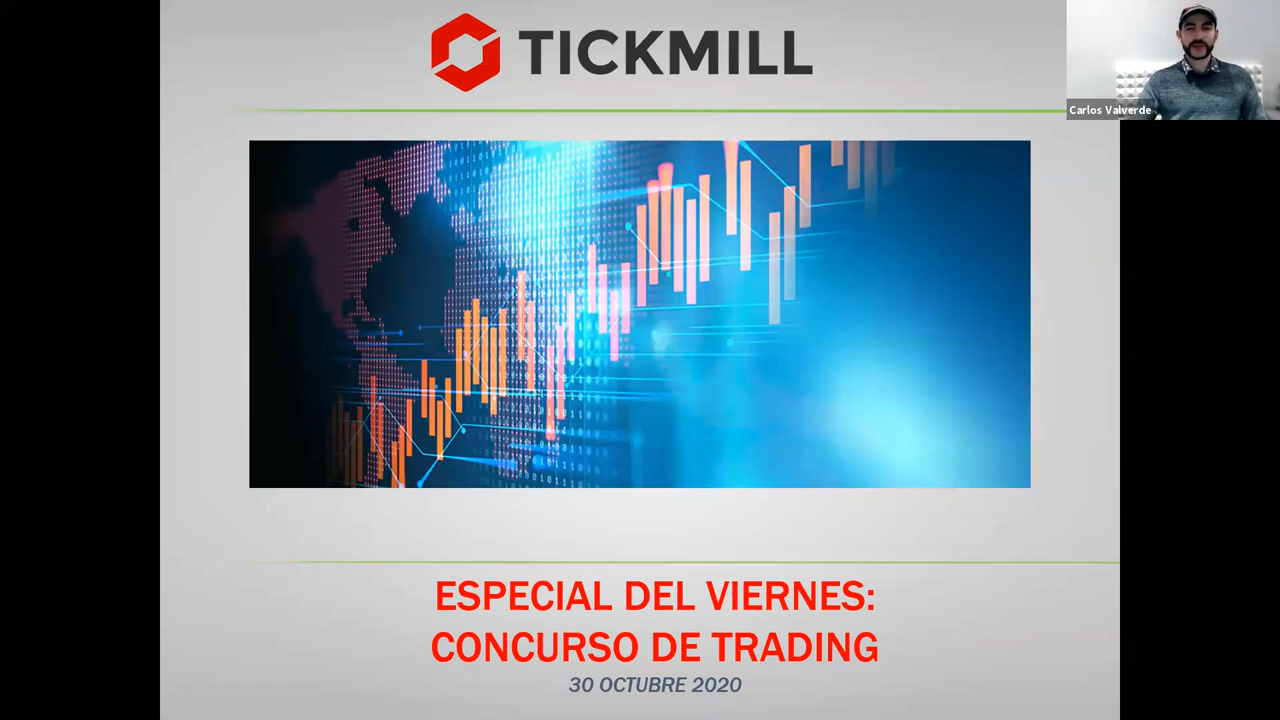 TICKMILL
Carlos Valverde
ESPECIAL DEL VIERNES:
CONCURSO DE TRADING
30 OCTUBRE 2020